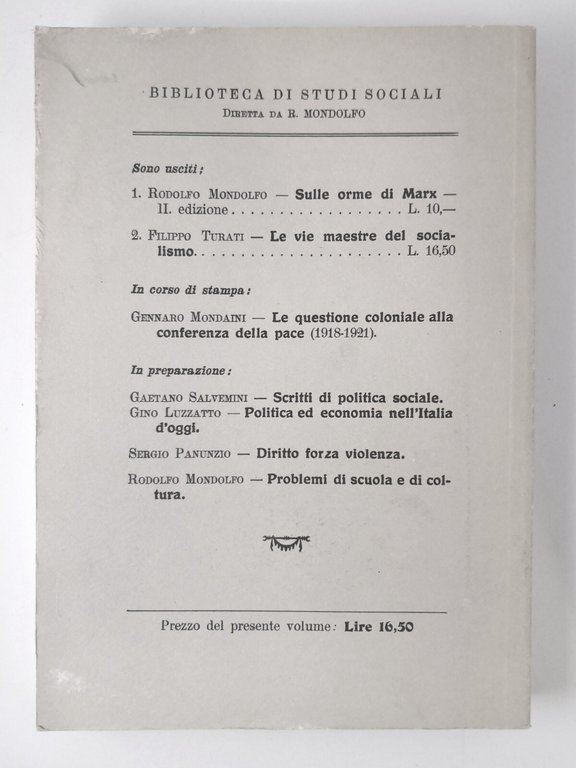 BIBLIOTECA DI STUDI SOCIALI
DIRETTA DA R. MONDOLFO
Sono usciti;
1. RODOLFO MONDOLFO — Sulle orme di Marx —
II. edizione . . . . . . . . . . . . . . . . . . . L. 10,—
2. FILIPPO TURATI — Le vie maestre del socia-
lismo. . . . . . . . . . . . . . . . . . . . . . . L. 16,50
In corso di stampa:
GENNARO MONDAINI — Le questione coloniale alla
conferenza della pace (1918-1921).
In preparazione:
GAETANO SALVEMINI — Scritti di politica sociale.
GINO LUZZATTO — Politica ed economia nell'Italia
d'oggi.
SERGIO PANUNZIO — Diritto forza violenza.
RODOLFO MONDOLFO — Problemi di scuola e di col-
tura.
Prezzo del presente volume: Lire 16,50